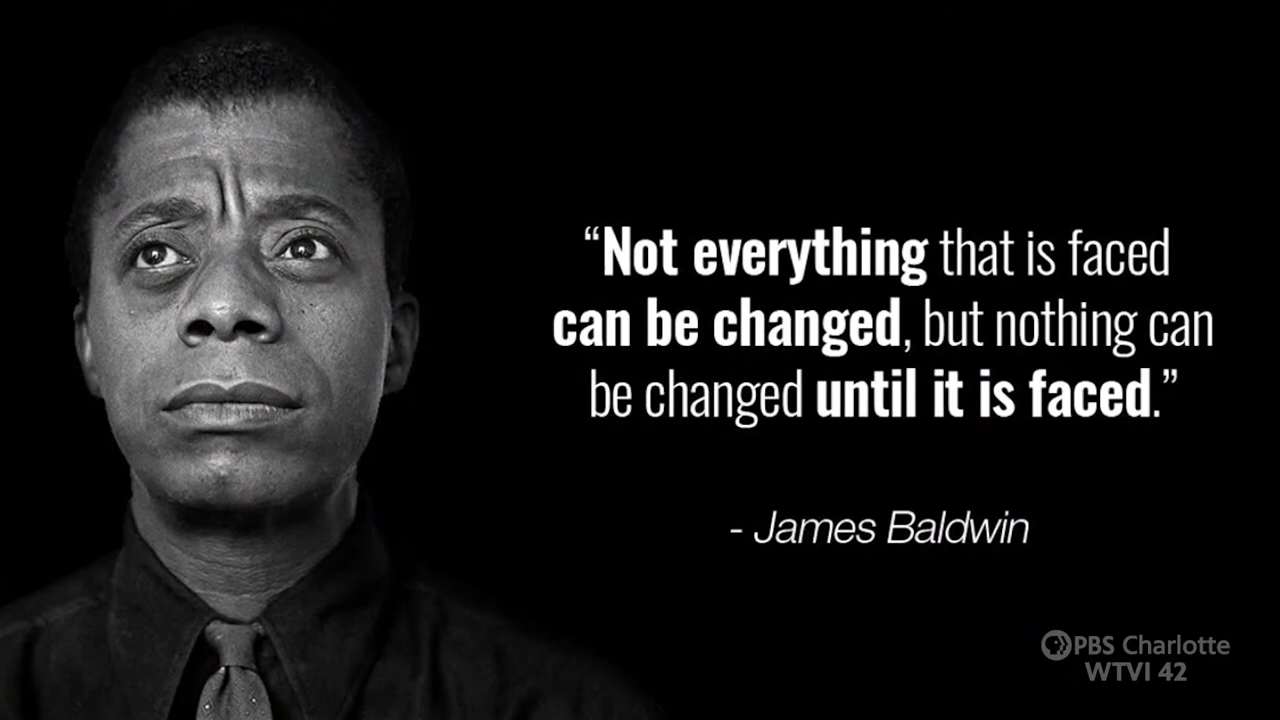 “Not everything that is faced
can be changed, but nothing can
be changed until it is faced.”
- James Baldwin
PBS Charlotte
WTVI 42